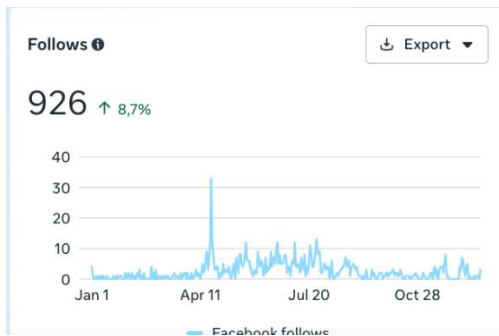 Follows
Export
926 ↑ 8,7%
40
30
20
10
0
Jan 1 Apr 11 Jul 20 Oct 28
Facebook follows